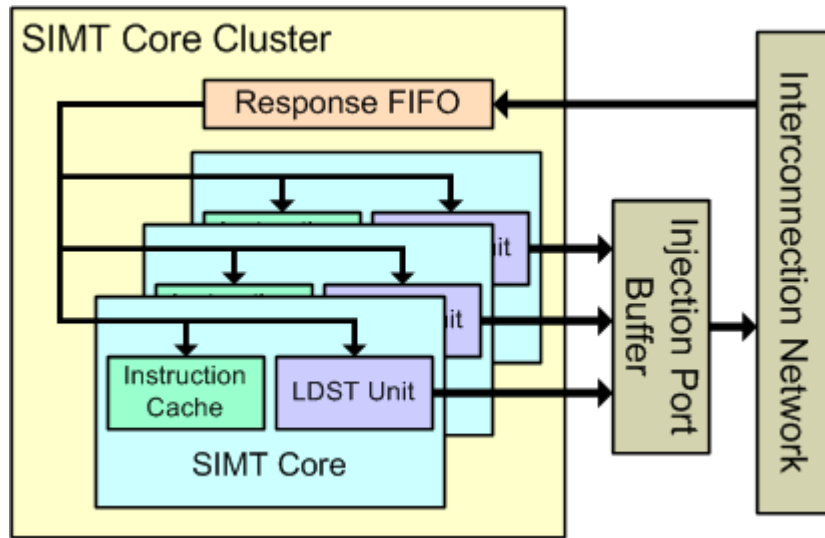 SIMT Core Cluster
Response FIFO
Instruction
Cache
LDST Unit
SIMT Core
Injection Port
Buffer
Interconnection Network